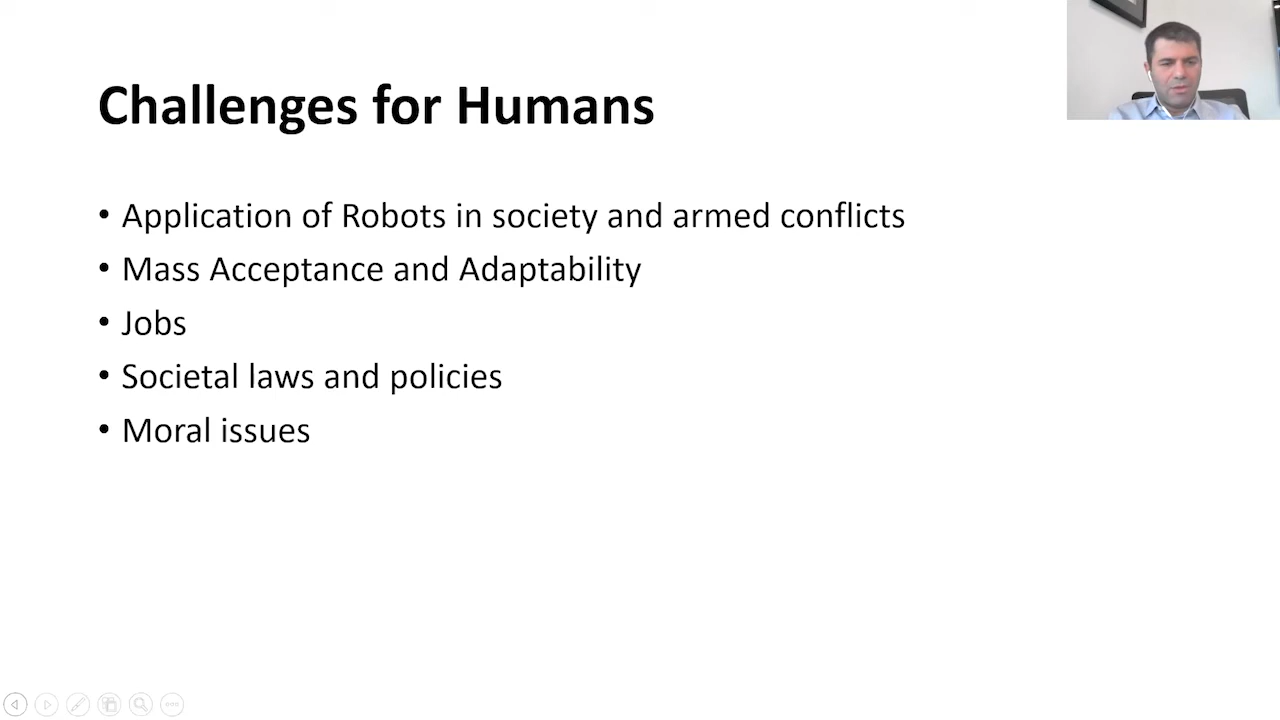 Challenges for Humans
• Application of Robots in society and armed conflicts
• Mass Acceptance and Adaptability
• Jobs
• Societal laws and policies
• Moral issues